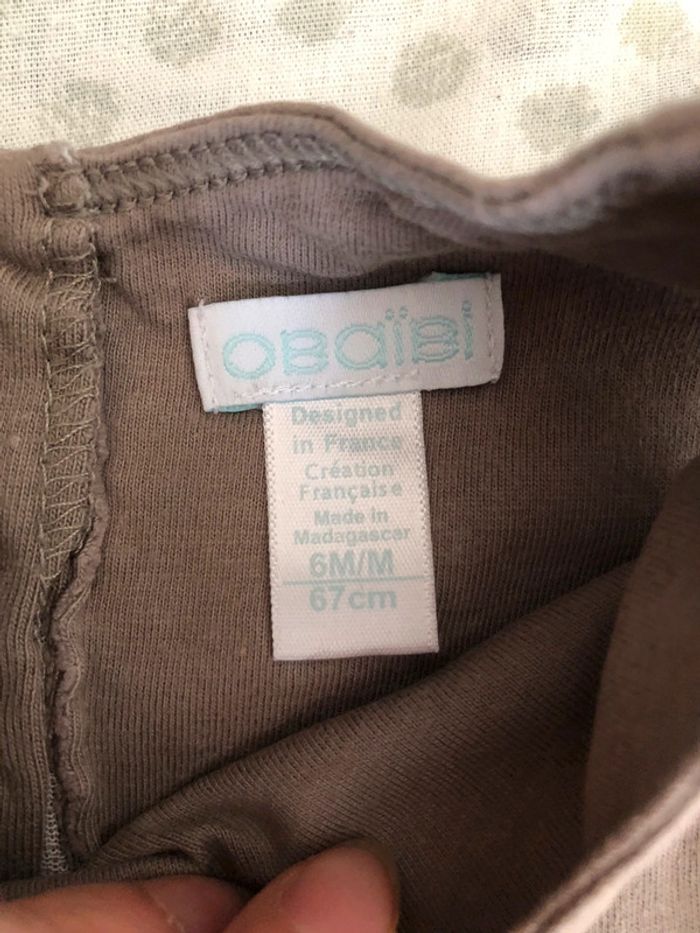 OBaïBi
Designed
in France
Création
Française
Made in
Madagascar
6M/M
67cm